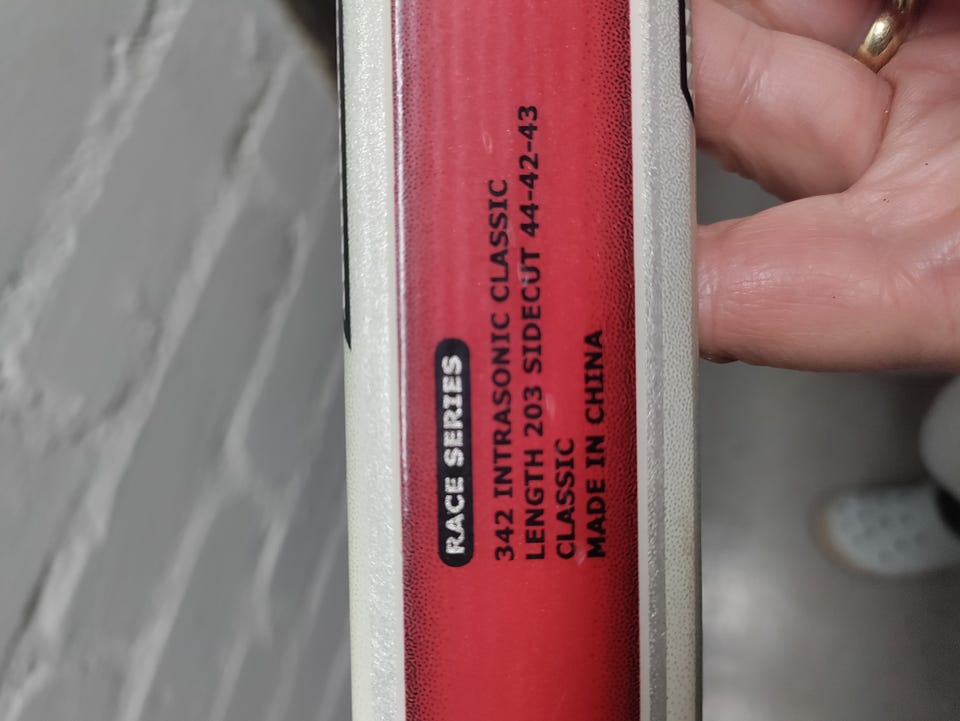 RACE SERIES
342 INTRASONIC CLASSIC
LENGTH 203 SIDECUT 44-42-43
CLASSIC
MADE IN CHINA